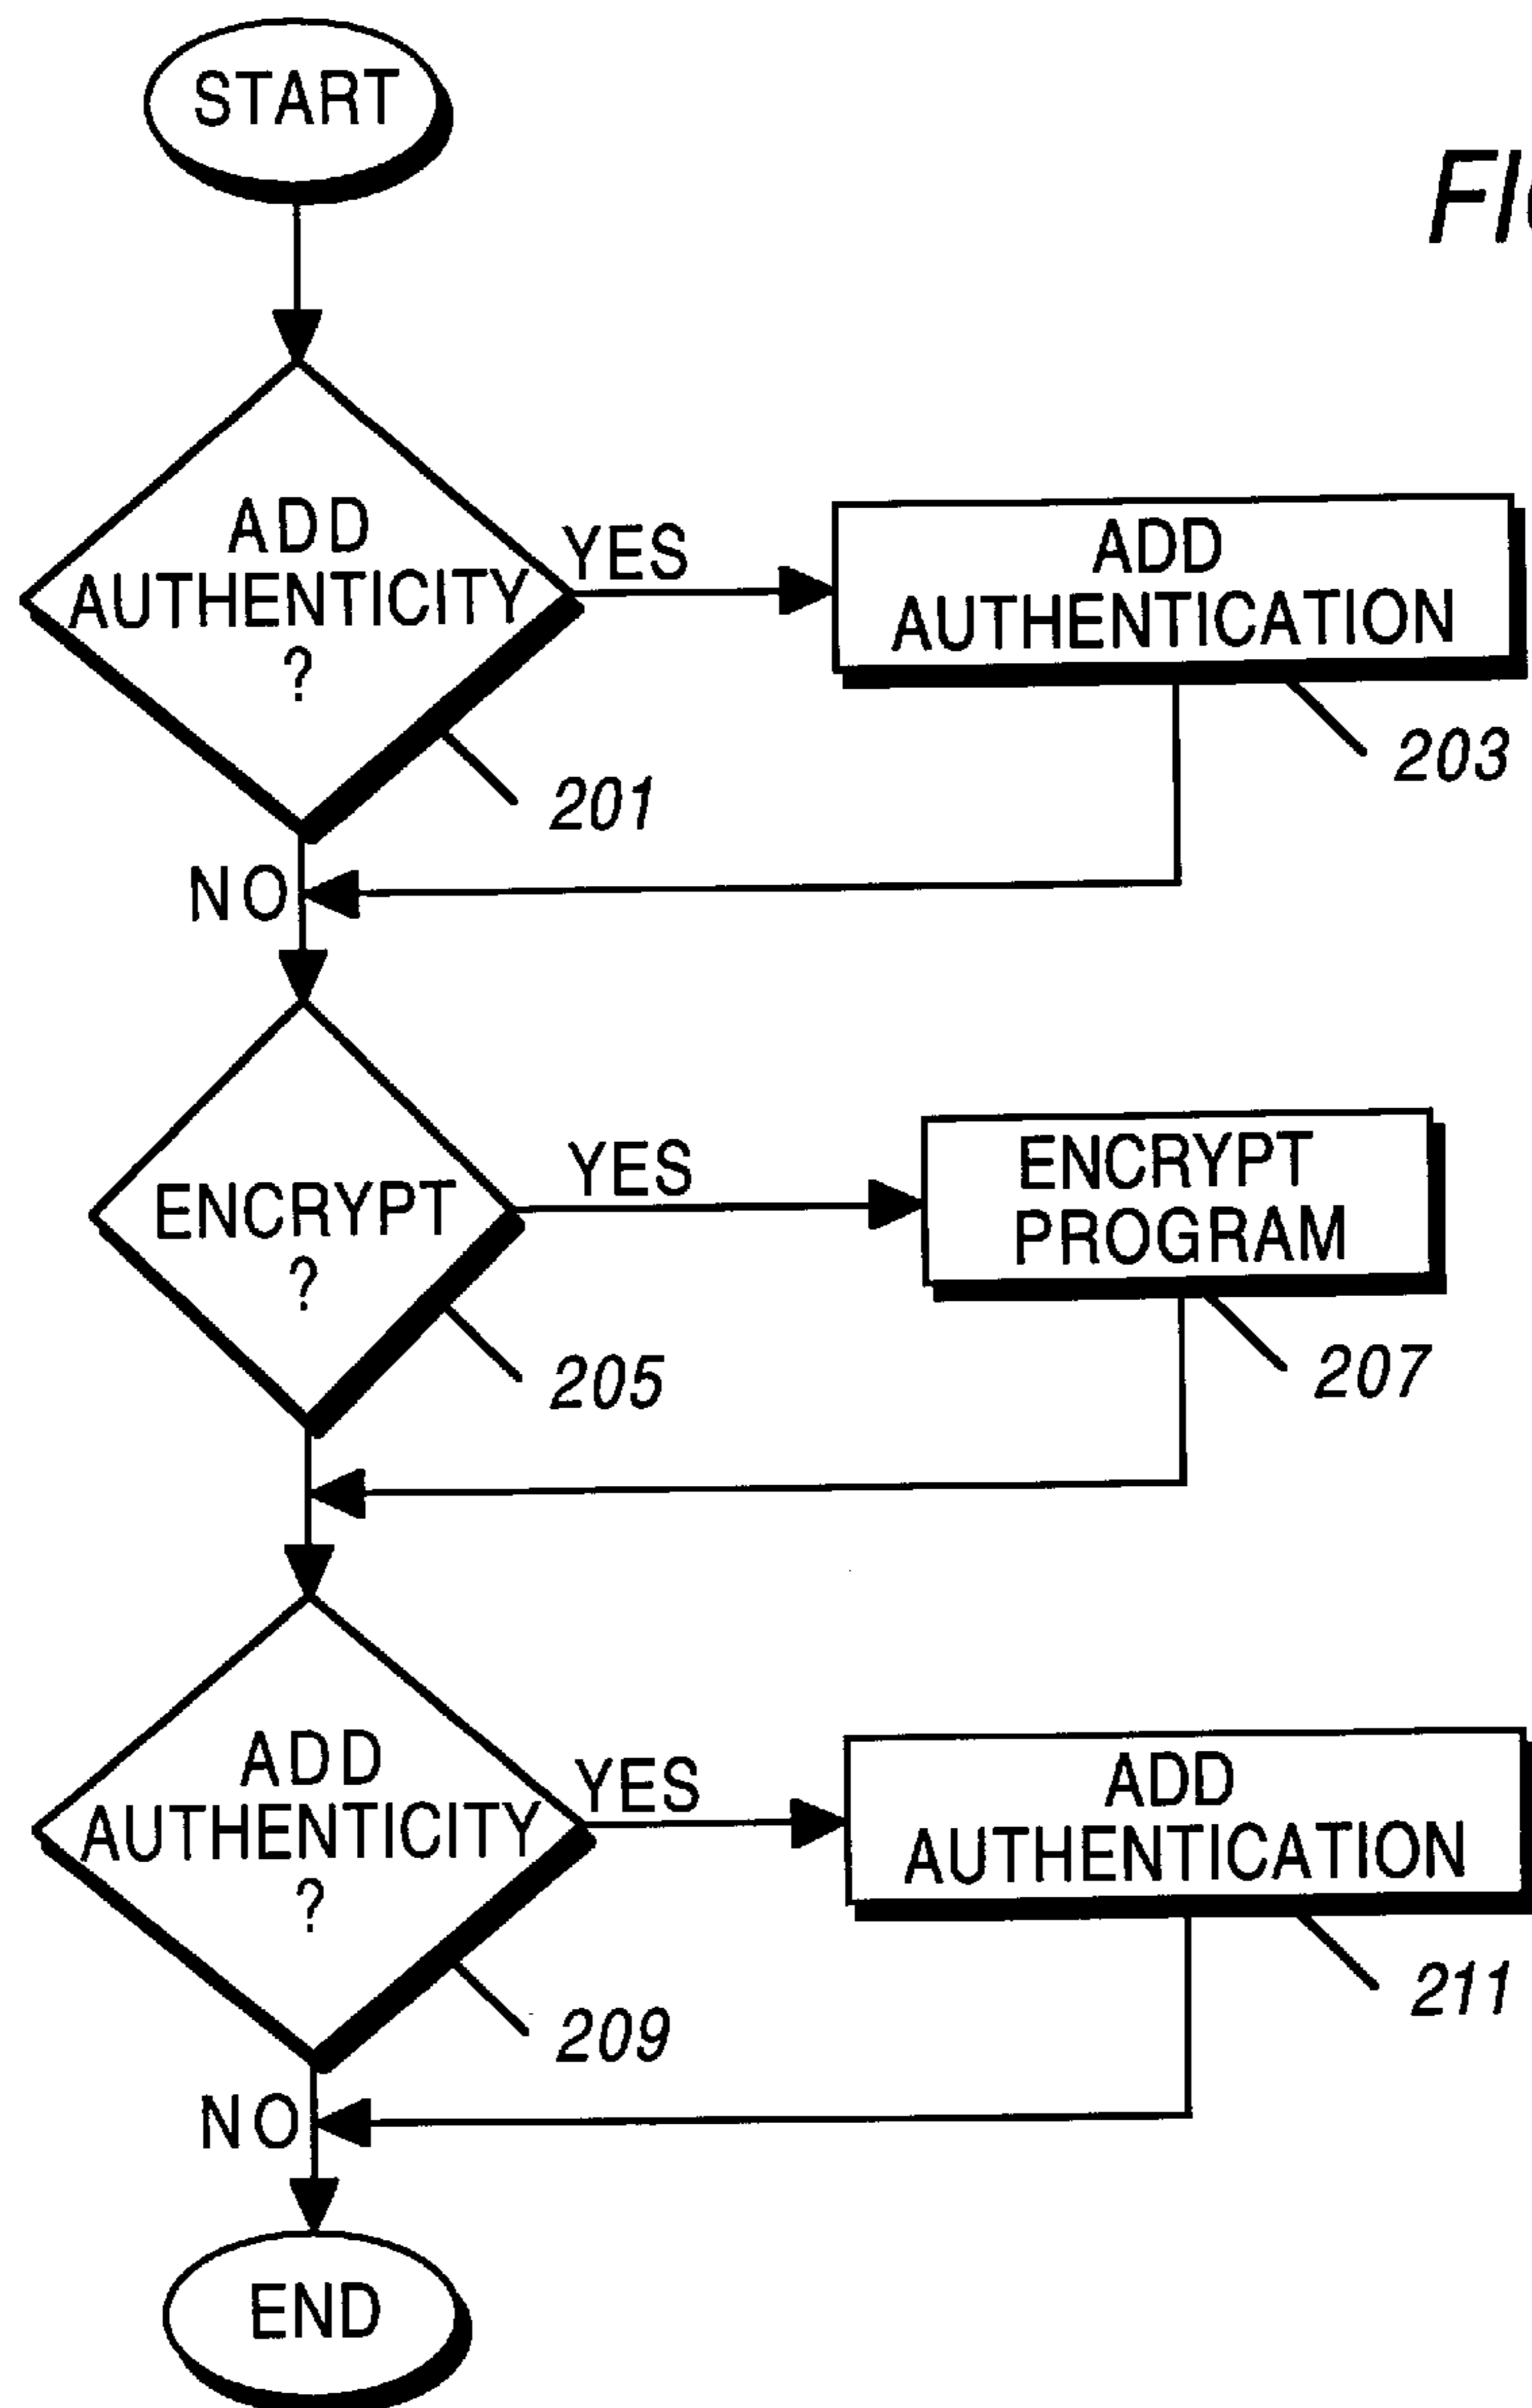 START
ADD
AUTHENTICITY
?
YES
ADD
AUTHENTICATION
203
201
NO
ENCRYPT
?
YES
ENCRYPT
PROGRAM
207
205
ADD
AUTHENTICITY
?
YES
ADD
AUTHENTICATION
211
209
NO
END